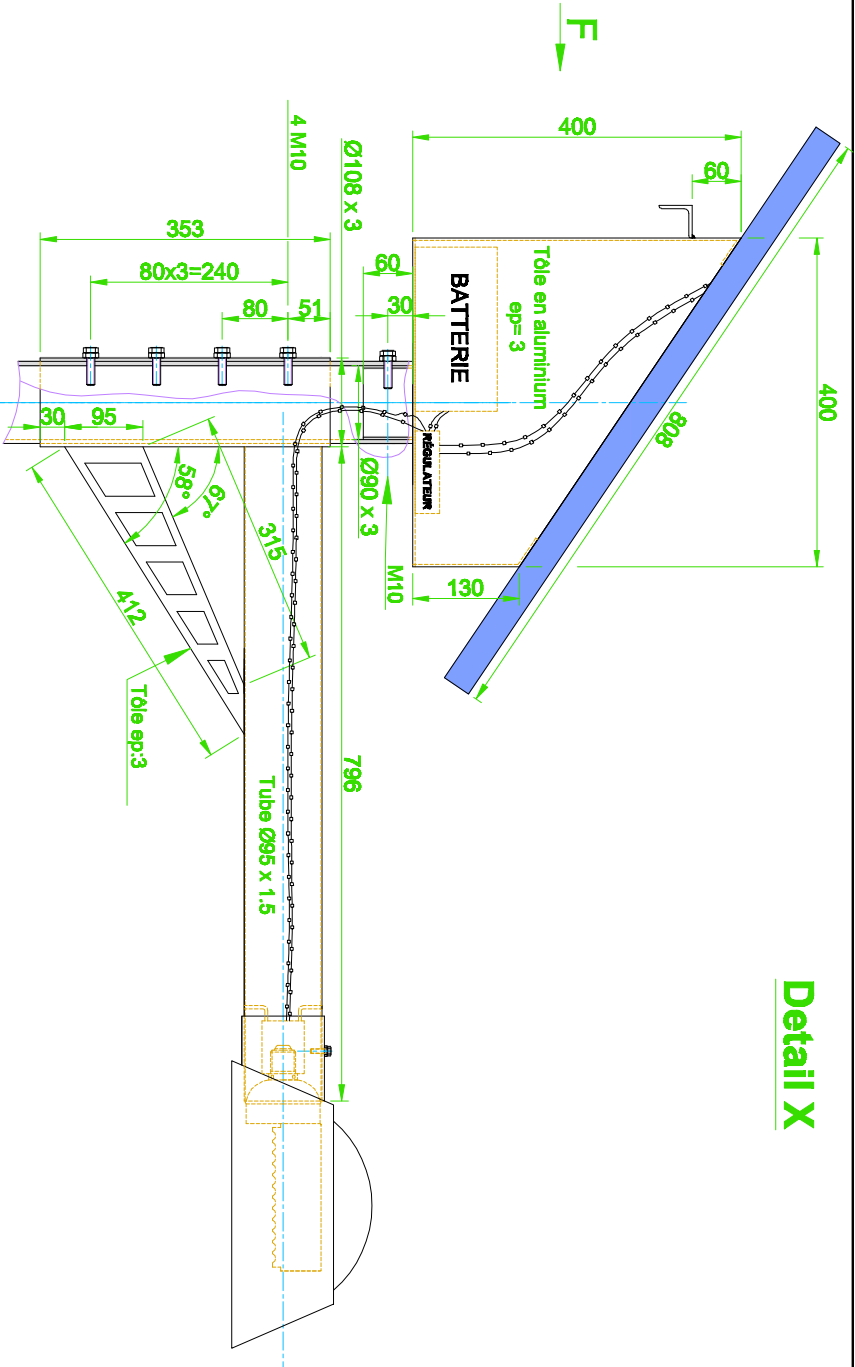 F
400
60
Tôle en aluminium
ep= 3
BATTERIE
400
808
4 M10
Ø108 x 3
353
80x3=240
80
51
60
30
RÉGULATEUR
30
95
58°
67°
Ø90 x 3
M10
130
315
412
Tôle ep:3
796
Tube Ø95 x 1.5
Detail X